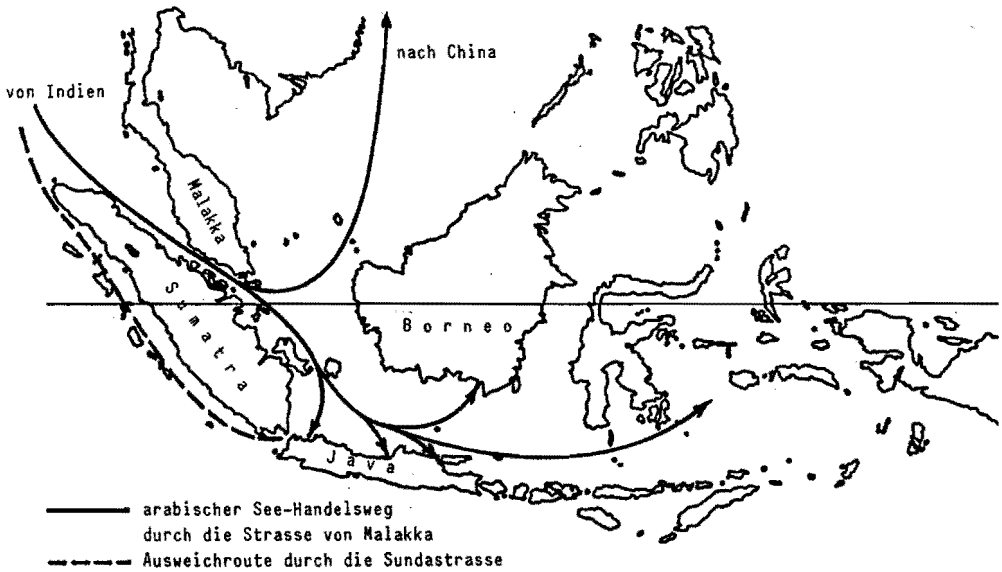 nach China
von Indien
Malakka
Sumatra
Borneo
Java
arabischer See-Handelsweg
durch die Strasse von Malakka
Ausweichroute durch die Sundastrasse